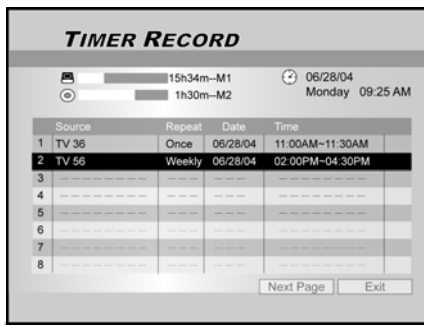 TIMER RECORD
15h34m--M1
06/28/04
1h30m--M2
Monday 09:25 AM
Source Repeat Date Time
1 TV 36 Once 06/28/04 11:00AM~11:30AM
2 TV 56 Weekly 06/28/04 02:00PM~04:30PM
3 -- -- -- -- -- -- -- -- -- -- -- -- -- -- -- --
4 -- -- -- -- -- -- -- -- -- -- -- -- -- -- -- --
5 -- -- -- -- -- -- -- -- -- -- -- -- -- -- -- --
6 -- -- -- -- -- -- -- -- -- -- -- -- -- -- -- --
7 -- -- -- -- -- -- -- -- -- -- -- -- -- -- -- --
8 -- -- -- -- -- -- -- -- -- -- -- -- -- -- -- --
Next Page Exit